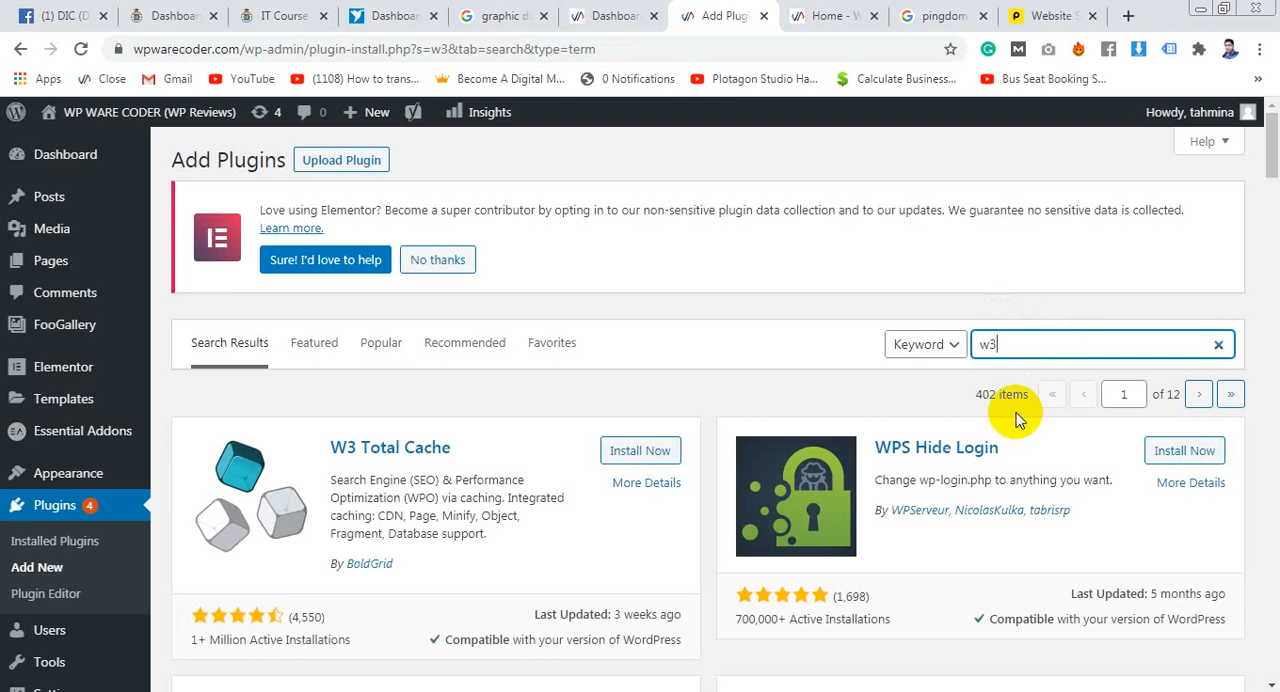 (1) DIC (D
Dashboar
IT Course
Dashboar
graphic d
Dashboar
Add Plug
Home - W
pingdom
Website S
wpwarecoder.com/wp-admin/plugin-install.php?s=w3&tab=search&type=term
Apps
Close
Gmail
YouTube
(1108) How to trans...
Become A Digital M...
0 Notifications
Plotagon Studio Ha...
Calculate Business...
Bus Seat Booking S...
WP WARE CODER (WP Reviews)
4
0
New
Insights
Howdy, tahmina
Help
Dashboard
Posts
Media
Pages
Comments
FooGallery
Elementor
Templates
Essential Addons
Appearance
Plugins 4
Installed Plugins
Add New
Plugin Editor
Users
Tools
Add Plugins
Upload Plugin
Love using Elementor? Become a super contributor by opting in to our non-sensitive plugin data collection and to our updates. We guarantee no sensitive data is collected.
Learn more.
Sure! I'd love to help
No thanks
Search Results
Featured
Popular
Recommended
Favorites
Keyword
w3
402 items
« ‹ 1 of 12 › »
W3 Total Cache
Install Now
More Details
Search Engine (SEO) & Performance
Optimization (WPO) via caching. Integrated
caching: CDN, Page, Minify, Object,
Fragment, Database support.
By BoldGrid
(4,550)
Last Updated: 3 weeks ago
1+ Million Active Installations
Compatible with your version of WordPress
WPS Hide Login
Install Now
More Details
Change wp-login.php to anything you want.
By WPServeur, NicolasKulka, tabrisrp
(1,698)
Last Updated: 5 months ago
700,000+ Active Installations
Compatible with your version of WordPress